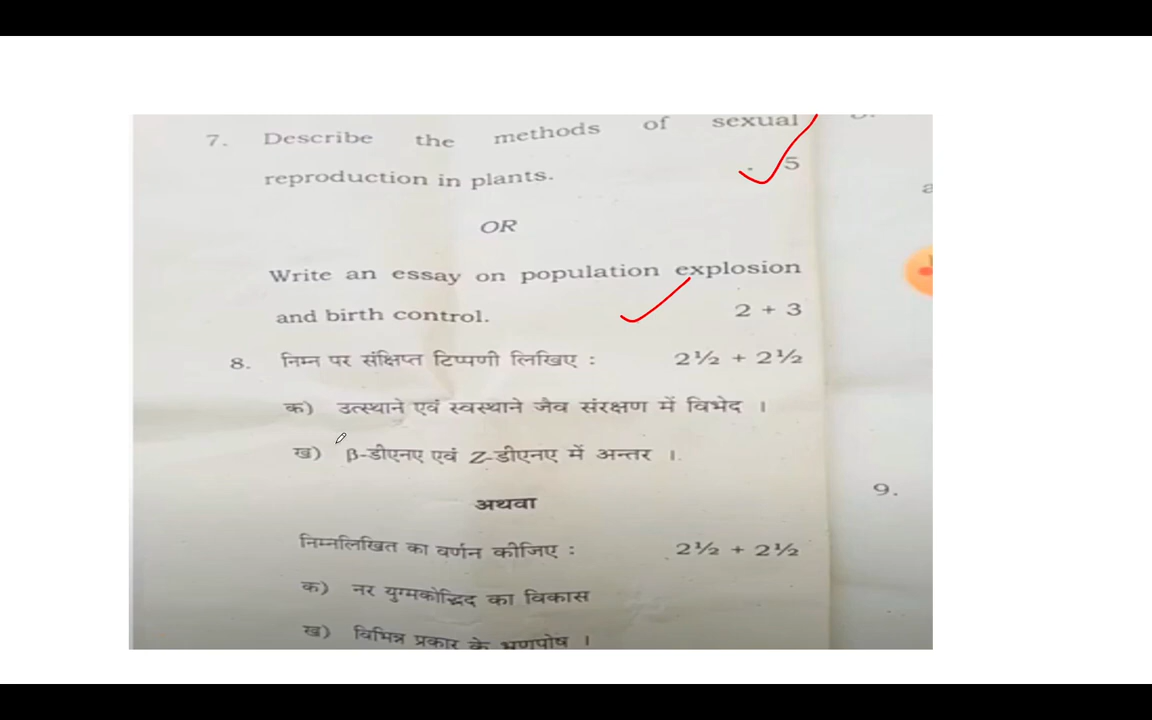 7. Describe the methods of sexual
reproduction in plants. 5
OR
Write an essay on population explosion
and birth control. 2 + 3
8. निम्न पर संक्षिप्त टिप्पणी लिखिए : 2½ + 2½
क) उत्स्थाने एवं स्वस्थाने जैव संरक्षण में विभेद ।
ख) β-डीएनए एवं Z-डीएनए में अन्तर ।
अथवा
निम्नलिखित का वर्णन कीजिए : 2½ + 2½
क) नर युग्मकोद्भिद का विकास
ख) विभिन्न प्रकार के भ्रूणपोष ।
9.